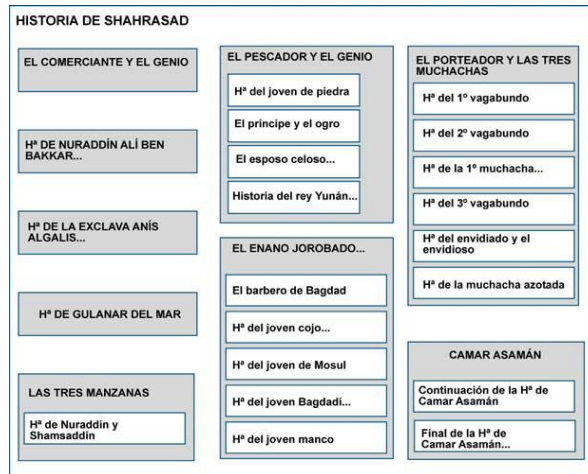 HISTORIA DE SHAHRASAD
EL COMERCIANTE Y EL GENIO
Hª DE NURADDÍN ALÍ BEN
BAKKAR...
Hª DE LA EXCLAVA ANÍS
ALGALIS...
Hª DE GULANAR DEL MAR
LAS TRES MANZANAS
Hª de Nuraddín y
Shamsaddín
EL PESCADOR Y EL GENIO
Hª del joven de piedra
El príncipe y el ogro
El esposo celoso...
Historia del rey Yunán...
EL ENANO JOROBADO...
El barbero de Bagdad
Hª del joven cojo...
Hª del joven de Mosul
Hª del joven Bagdadí...
Hª del joven manco
EL PORTEADOR Y LAS TRES
MUCHACHAS
Hª del 1º vagabundo
Hª del 2º vagabundo
Hª de la 1º muchacha...
Hª del 3º vagabundo
Hª del envidiado y el
envidioso
Hª de la muchacha azotada
CAMAR ASAMÁN
Continuación de la Hª de
Camar Asamán
Final de la Hª de
Camar Asamán...